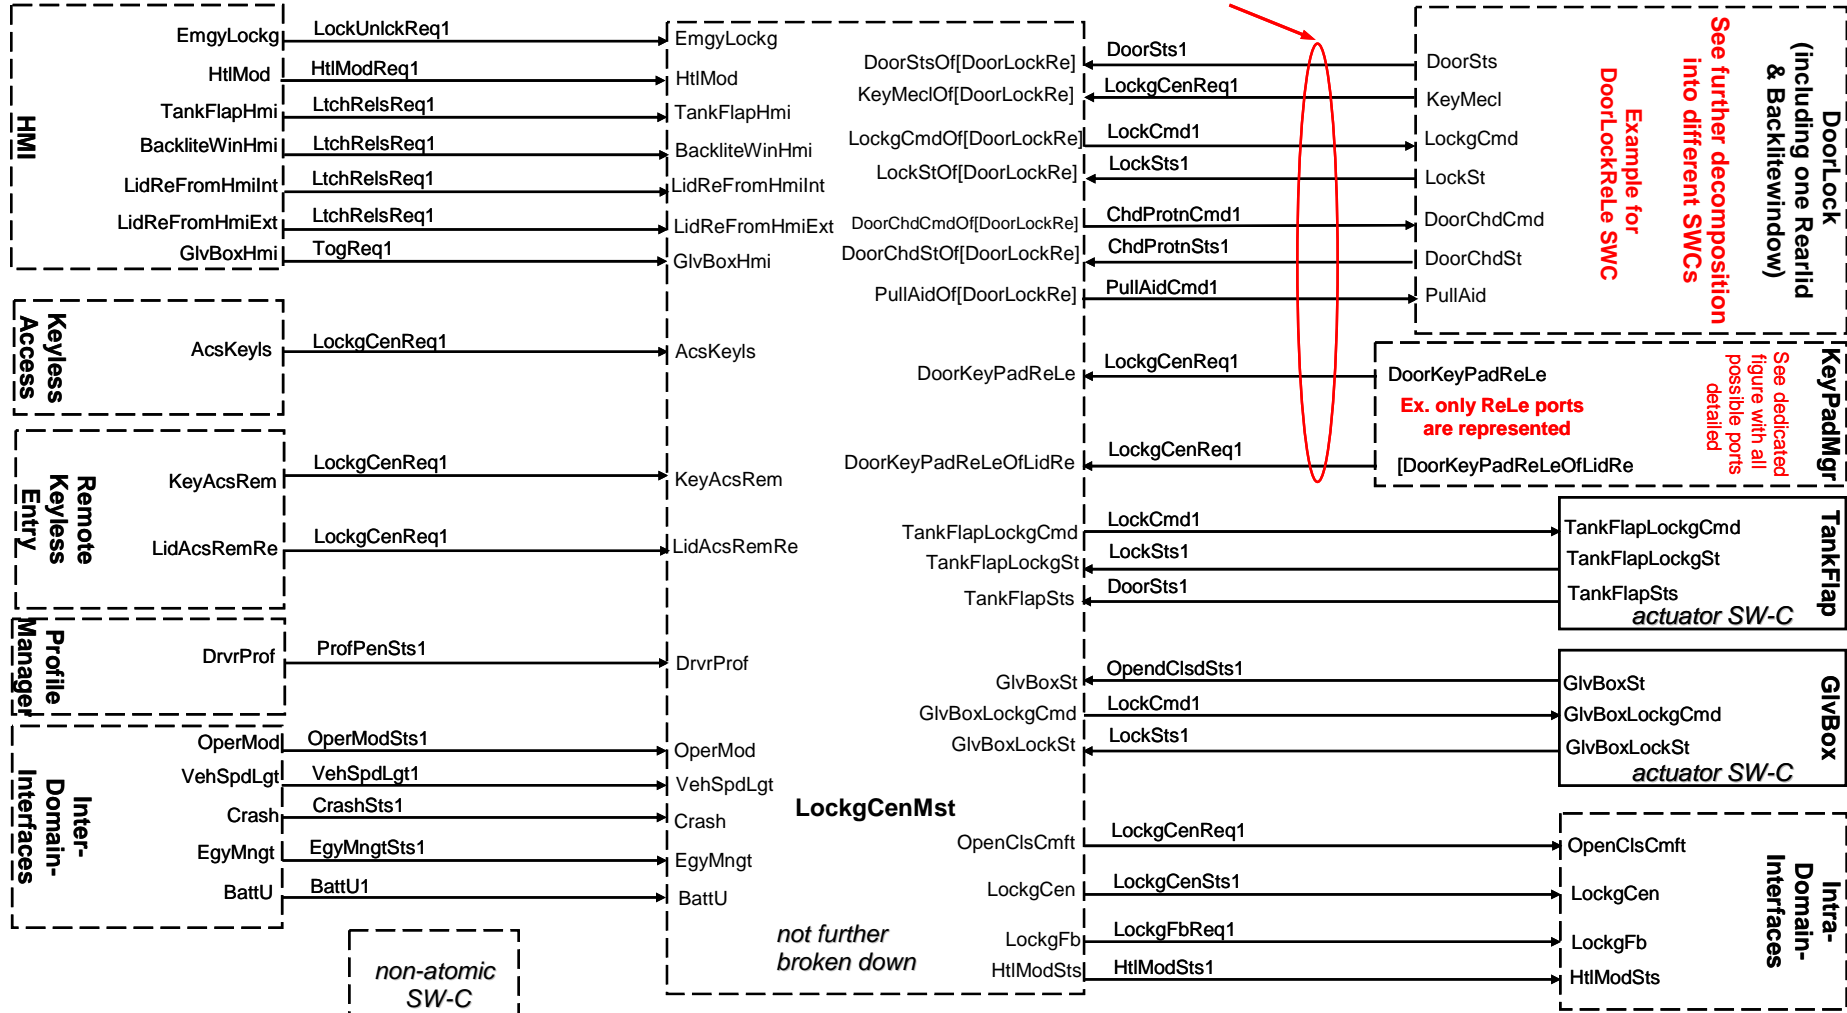 HMI
EmgyLockg
LockUnlckReq1
EmgyLockg
HtlMod
HtlModReq1
HtlMod
TankFlapHmi
LtchRelsReq1
TankFlapHmi
BackliteWinHmi
LtchRelsReq1
BackliteWinHmi
LidReFromHmiInt
LtchRelsReq1
LidReFromHmiInt
LidReFromHmiExt
LtchRelsReq1
LidReFromHmiExt
GlvBoxHmi
TogReq1
GlvBoxHmi
Keyless
Access
AcsKeyls
LockgCenReq1
AcsKeyls
Remote
Keyless
Entry
KeyAcsRem
LockgCenReq1
KeyAcsRem
LidAcsRemRe
LockgCenReq1
LidAcsRemRe
Profile
Manager
DrvrProf
ProfPenSts1
DrvrProf
Inter-
Domain-
Interfaces
OperMod
OperModSts1
OperMod
VehSpdLgt
VehSpdLgt1
VehSpdLgt
Crash
CrashSts1
Crash
EgyMngt
EgyMngtSts1
EgyMngt
BattU
BattU1
BattU
non-atomic
SW-C
LockgCenMst
not further
broken down
DoorStsOf[DoorLockRe]
DoorSts1
DoorSts
KeyMeclOf[DoorLockRe]
LockgCenReq1
KeyMecl
LockgCmdOf[DoorLockRe]
LockCmd1
LockgCmd
LockStOf[DoorLockRe]
LockSts1
LockSt
DoorChdCmdOf[DoorLockRe]
ChdProtnCmd1
DoorChdCmd
DoorChdStOf[DoorLockRe]
ChdProtnSts1
DoorChdSt
PullAidOf[DoorLockRe]
PullAidCmd1
PullAid
DoorLock
(including one Rearlid
& Backlitewindow)
See further decomposition
into different SWCs
Example for
DoorLockReLe SWC
DoorKeyPadReLe
LockgCenReq1
DoorKeyPadReLe
Ex. only ReLe ports
are represented
DoorKeyPadReLeOfLidRe
LockgCenReq1
[DoorKeyPadReLeOfLidRe
KeyPadMgr
See dedicated
figure with all
possible ports
detailed
TankFlapLockgCmd
LockCmd1
TankFlapLockgCmd
TankFlapLockgSt
LockSts1
TankFlapLockgSt
TankFlapSts
DoorSts1
TankFlapSts
actuator SW-C
TankFlap
GlvBoxSt
OpendClsdSts1
GlvBoxSt
GlvBoxLockgCmd
LockCmd1
GlvBoxLockgCmd
GlvBoxLockSt
LockSts1
GlvBoxLockSt
actuator SW-C
GlvBox
OpenClsCmft
LockgCenReq1
OpenClsCmft
LockgCen
LockgCenSts1
LockgCen
LockgFb
LockgFbReq1
LockgFb
HtlModSts
HtlModSts1
HtlModSts
Intra-
Domain-
Interfaces